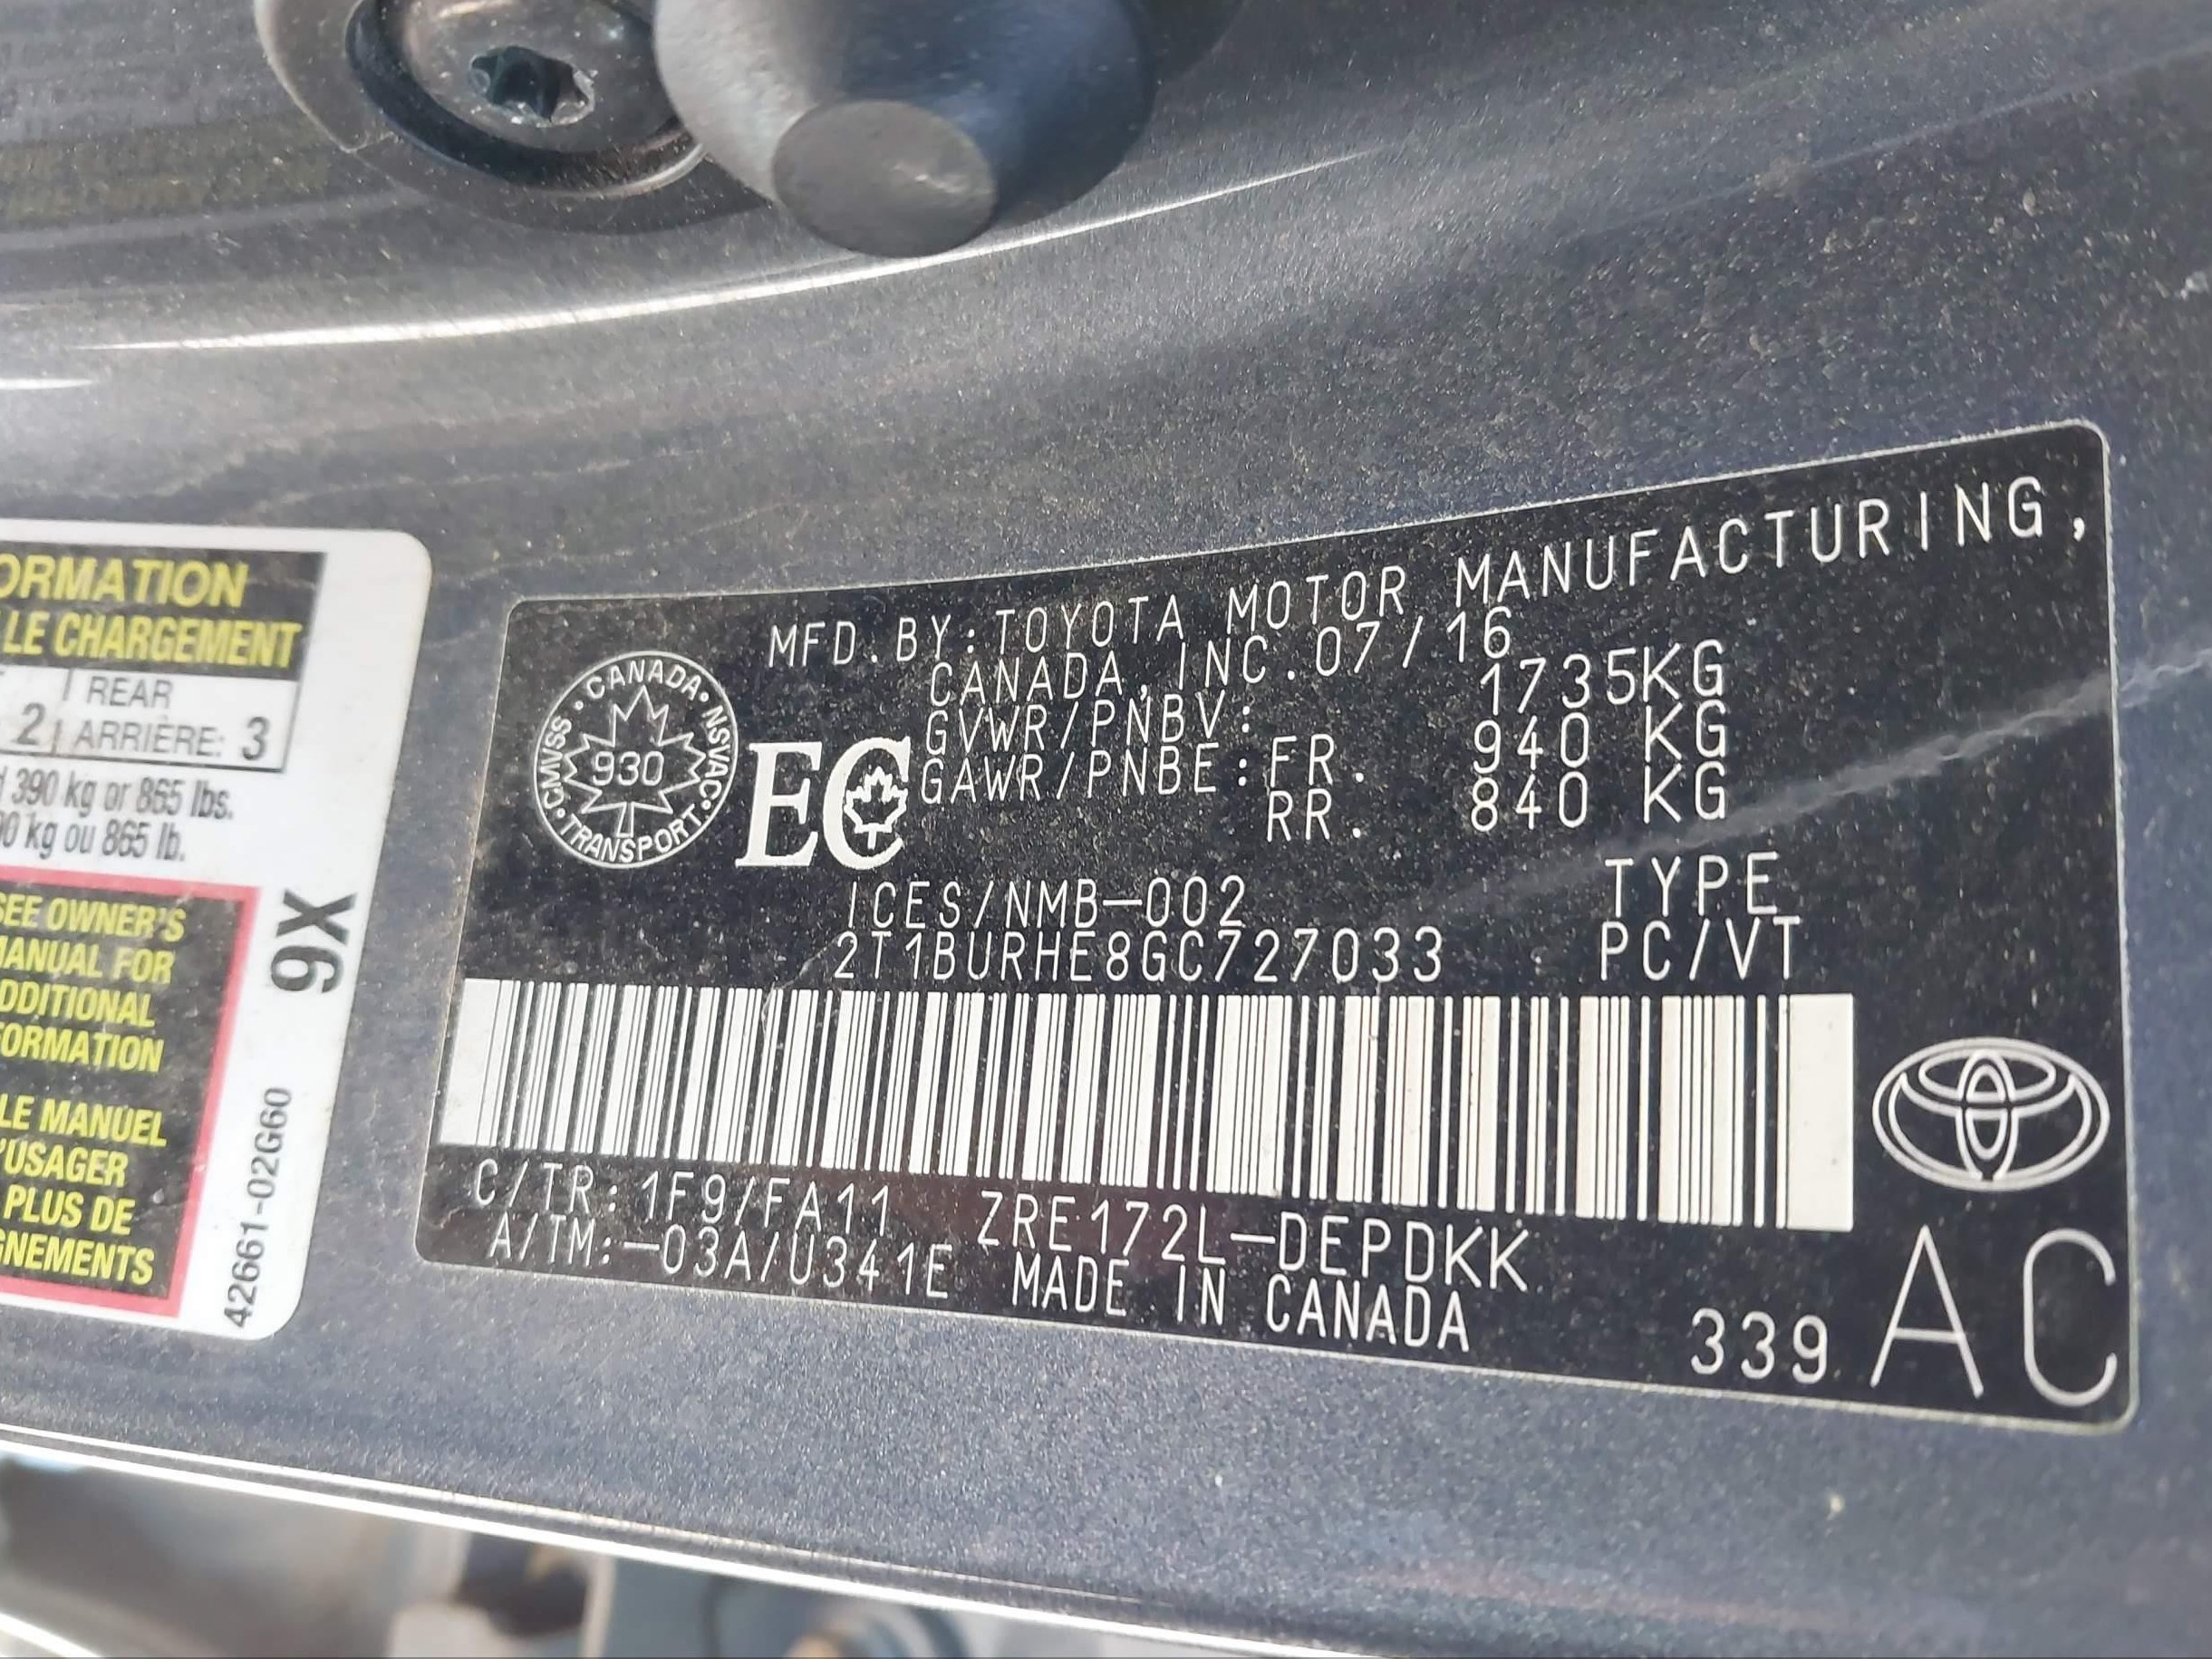 ORMATION
LE CHARGEMENT
REAR
2 ARRIÈRE: 3
390 kg or 865 lbs.
0 kg ou 865 lb.
SEE OWNER'S
MANUAL FOR
DDITIONAL
FORMATION
LE MANUEL
'USAGER
PLUS DE
GNEMENTS
9X
42661-02G60
MFD.BY:TOYOTA MOTOR MANUFACTURING,
CANADA, INC.07/16
GVWR/PNBV: 1735KG
GAWR/PNBE:FR. 940 KG
RR. 840 KG
CANADA · NSVAC · TRANSPORT · CMVSS ·
930
EC
ICES/NMB-002 TYPE
2T1BURHE8GC727033 PC/VT
C/TR:1F9/FA11 ZRE172L-DEPDKK
A/TM:-03A/U341E MADE IN CANADA
339 AC